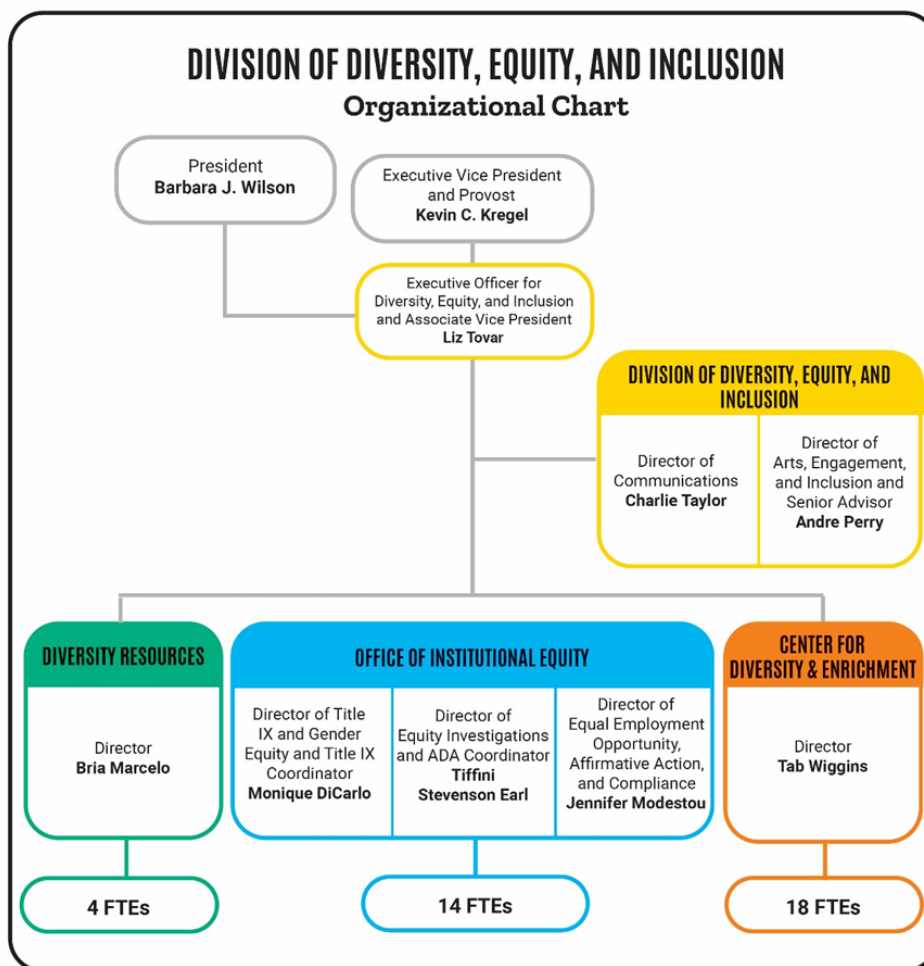 DIVISION OF DIVERSITY, EQUITY, AND INCLUSION
Organizational Chart
President
Barbara J. Wilson
Executive Vice President
and Provost
Kevin C. Kregel
Executive Officer for
Diversity, Equity, and Inclusion
and Associate Vice President
Liz Tovar
DIVISION OF DIVERSITY, EQUITY, AND
INCLUSION
Director of
Communications
Charlie Taylor
Director of
Arts, Engagement,
and Inclusion and
Senior Advisor
Andre Perry
DIVERSITY RESOURCES
Director
Bria Marcelo
4 FTEs
OFFICE OF INSTITUTIONAL EQUITY
Director of Title
IX and Gender
Equity and Title IX
Coordinator
Monique DiCarlo
Director of
Equity Investigations
and ADA Coordinator
Tiffini
Stevenson Earl
Director of
Equal Employment
Opportunity,
Affirmative Action,
and Compliance
Jennifer Modestou
14 FTEs
CENTER FOR
DIVERSITY & ENRICHMENT
Director
Tab Wiggins
18 FTEs